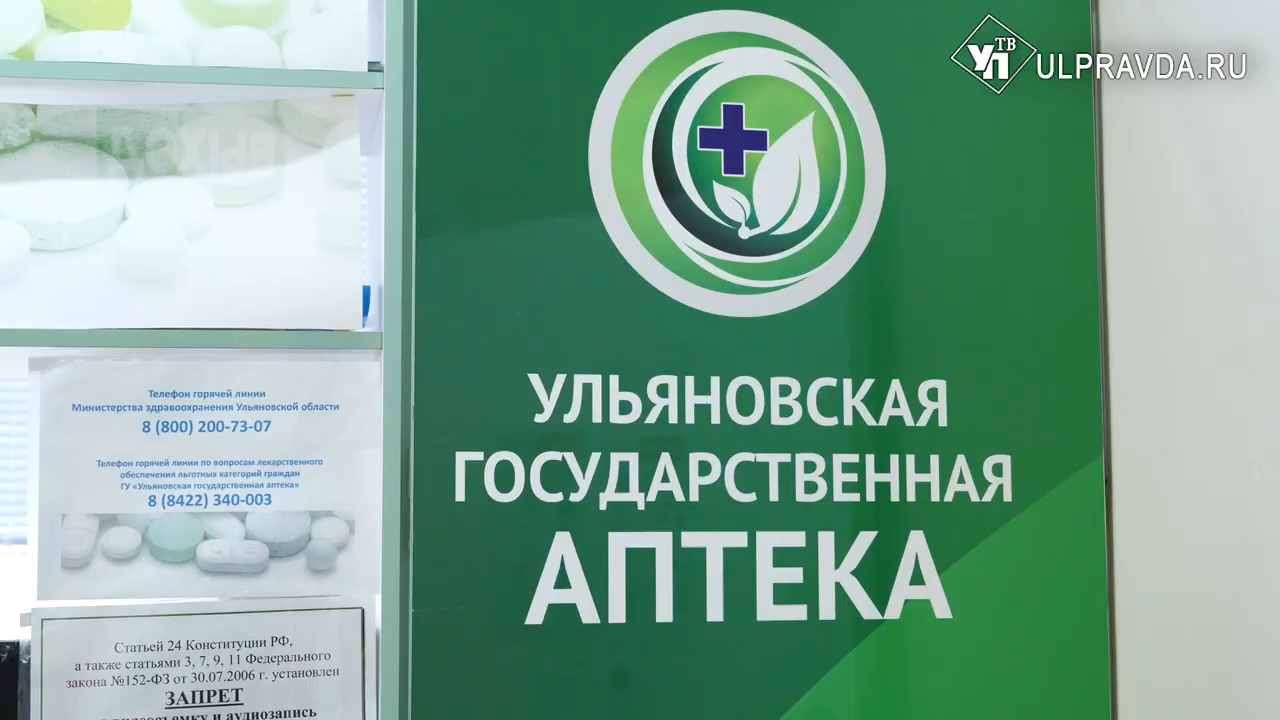 УП ТВ ULPRAVDA.RU
УЛЬЯНОВСКАЯ
ГОСУДАРСТВЕННАЯ
АПТЕКА
Телефон горячей линии
Министерства здравоохранения Ульяновской области
8 (800) 200-73-07
Телефон горячей линии по вопросам лекарственного
обеспечения льготных категорий граждан
ГУ «Ульяновская государственная аптека»
8 (8422) 340-003
Статьей 24 Конституции РФ,
а также статьями 3, 7, 9, 11 Федерального
закона №152-ФЗ от 30.07.2006 г. установлен
ЗАПРЕТ
и аудиозапись